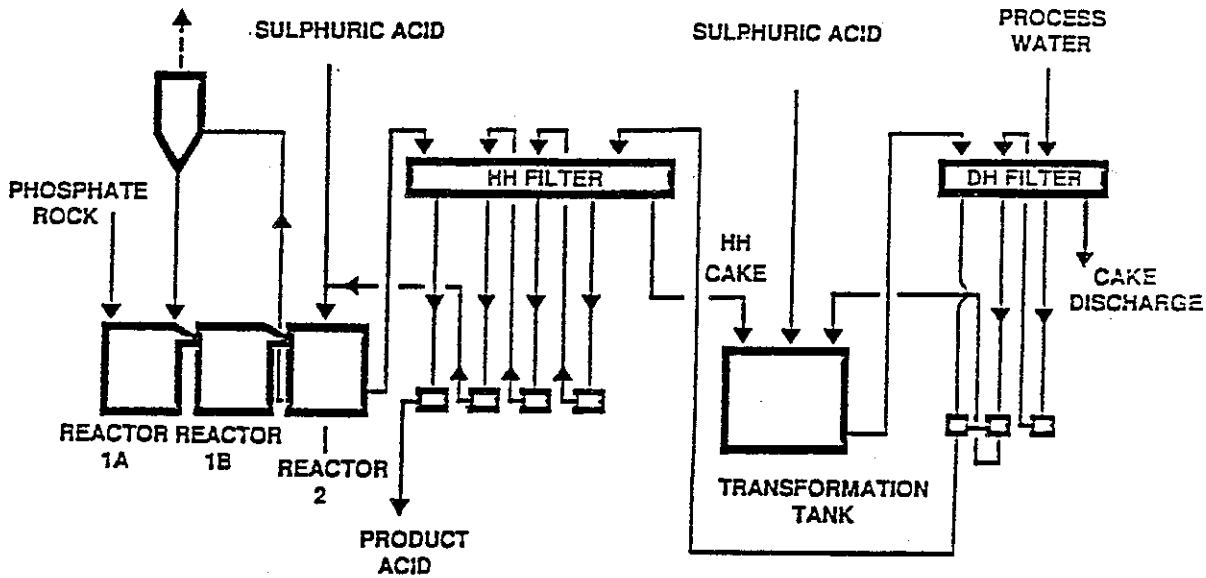 SULPHURIC ACID
SULPHURIC ACID
PROCESS
WATER
HH FILTER
DH FILTER
PHOSPHATE
ROCK
HH
CAKE
CAKE
DISCHARGE
REACTOR
1A
REACTOR
1B
REACTOR
2
TRANSFORMATION
TANK
PRODUCT
ACID